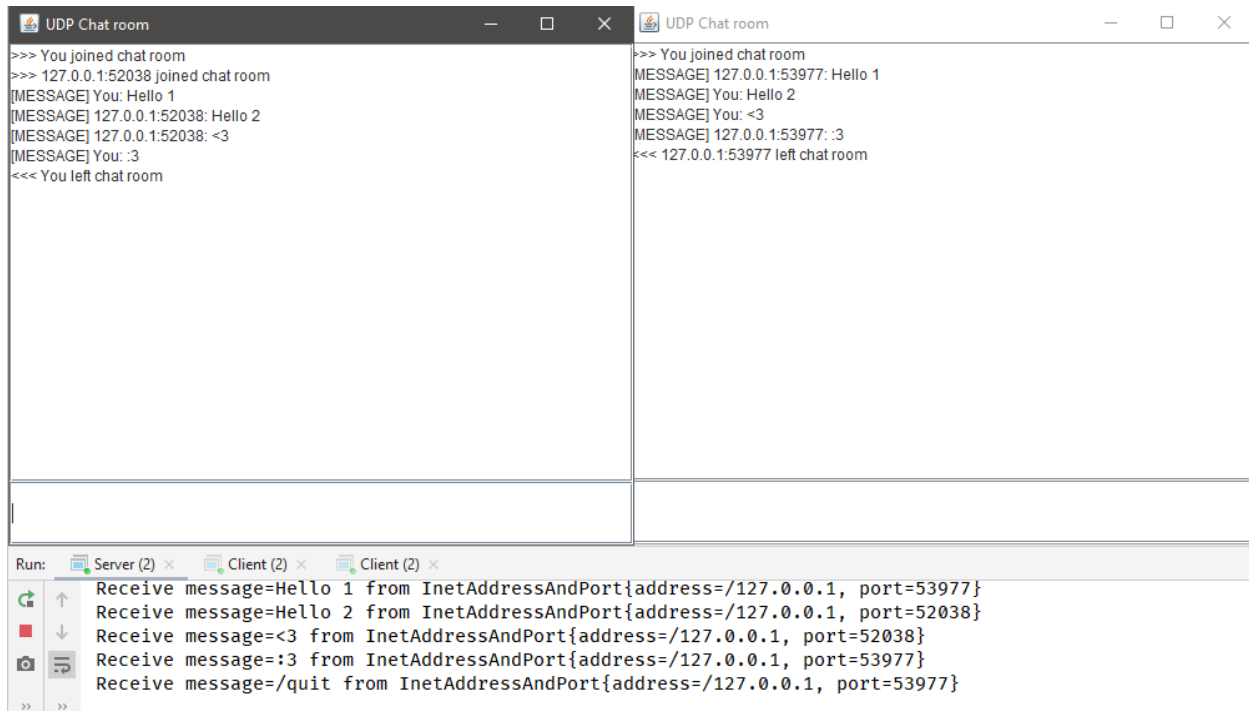 UDP Chat room
>>> You joined chat room
>>> 127.0.0.1:52038 joined chat room
[MESSAGE] You: Hello 1
[MESSAGE] 127.0.0.1:52038: Hello 2
[MESSAGE] 127.0.0.1:52038: <3
[MESSAGE] You: :3
<<< You left chat room
UDP Chat room
>>> You joined chat room
MESSAGE] 127.0.0.1:53977: Hello 1
MESSAGE] You: Hello 2
MESSAGE] You: <3
MESSAGE] 127.0.0.1:53977: :3
<<< 127.0.0.1:53977 left chat room
Run: Server (2) Client (2) Client (2)
Receive message=Hello 1 from InetAddressAndPort{address=/127.0.0.1, port=53977}
Receive message=Hello 2 from InetAddressAndPort{address=/127.0.0.1, port=52038}
Receive message=<3 from InetAddressAndPort{address=/127.0.0.1, port=52038}
Receive message=:3 from InetAddressAndPort{address=/127.0.0.1, port=53977}
Receive message=/quit from InetAddressAndPort{address=/127.0.0.1, port=53977}